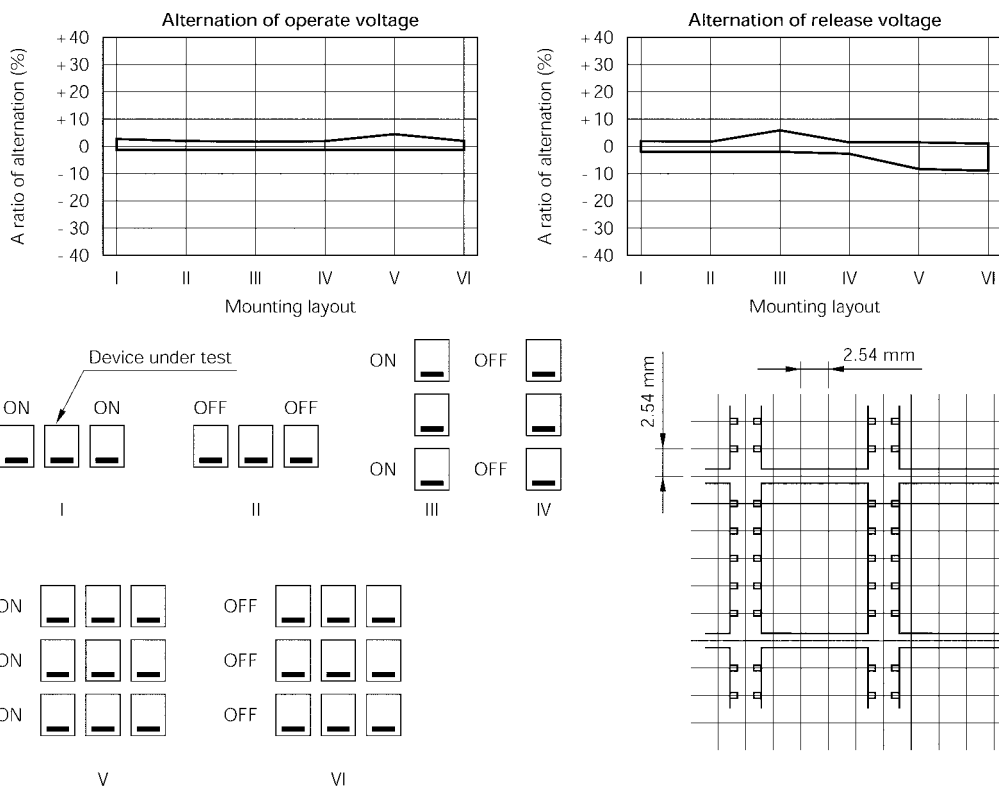 Alternation of operate voltage
A ratio of alternation (%)
+ 40
+ 30
+ 20
+ 10
0
- 10
- 20
- 30
- 40
I II III IV V VI
Mounting layout
Alternation of release voltage
A ratio of alternation (%)
+ 40
+ 30
+ 20
+ 10
0
- 10
- 20
- 30
- 40
I II III IV V VI
Mounting layout
Device under test
ON ON
I
OFF OFF
II
ON
ON
III
OFF
OFF
IV
2.54 mm
2.54 mm
ON
ON
ON
V
OFF
OFF
OFF
VI